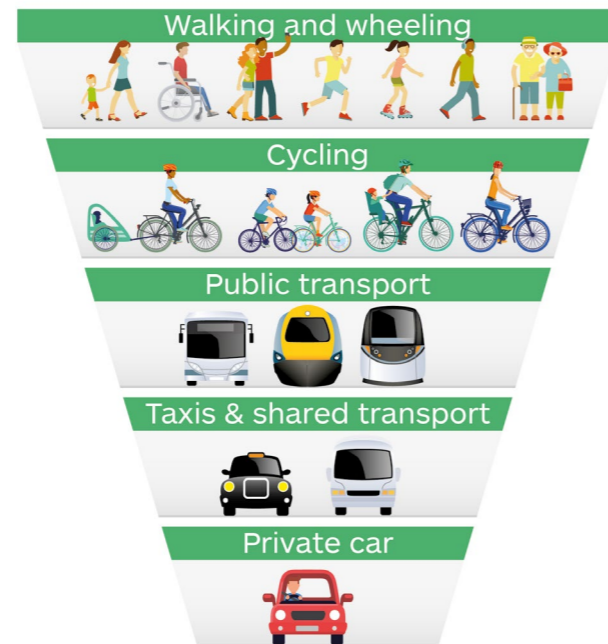 Walking and wheeling
Cycling
Public transport
Taxis & shared transport
Private car